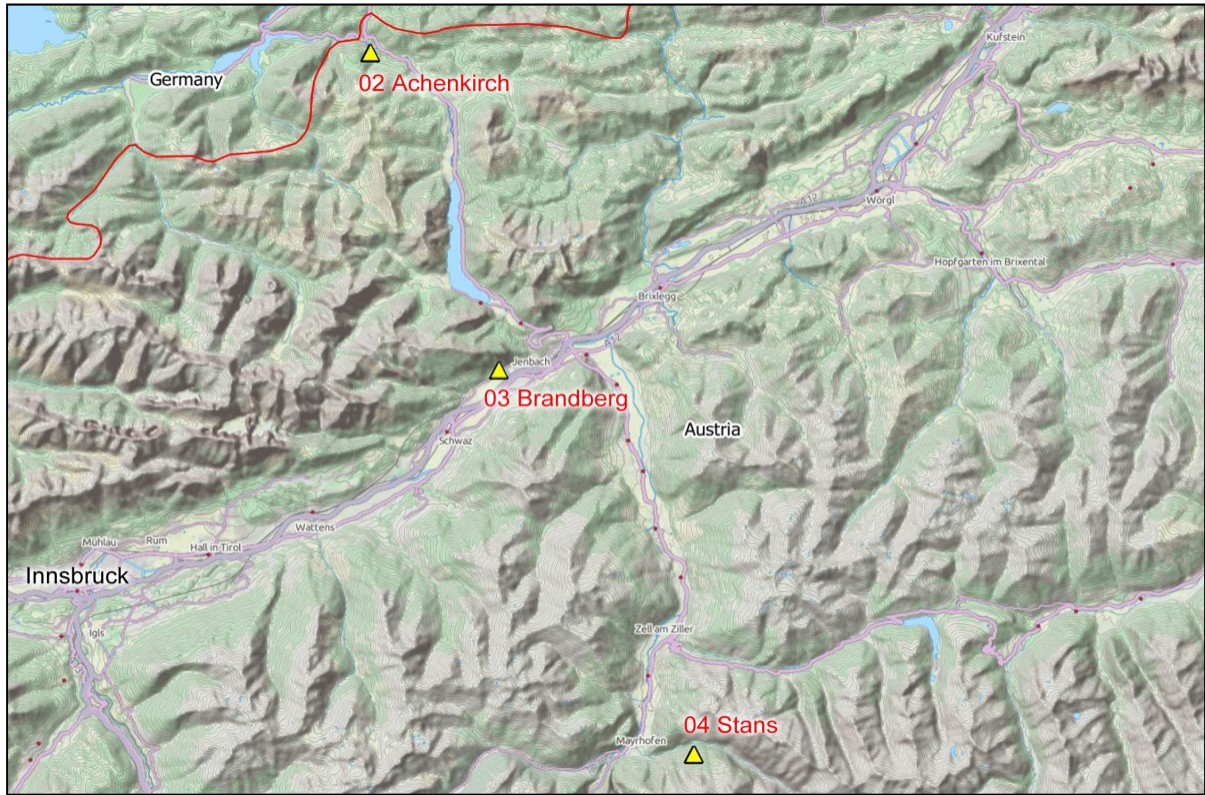 Kufstein
Germany
02 Achenkirch
A12
Wörgl
Hopfgarten im Brixental
Brixlegg
A12
Jenbach
03 Brandberg
Austria
Schwaz
Wattens
Mühlau
Rum
Hall in Tirol
Innsbruck
Igls
Zell am Ziller
04 Stans
Mayrhofen